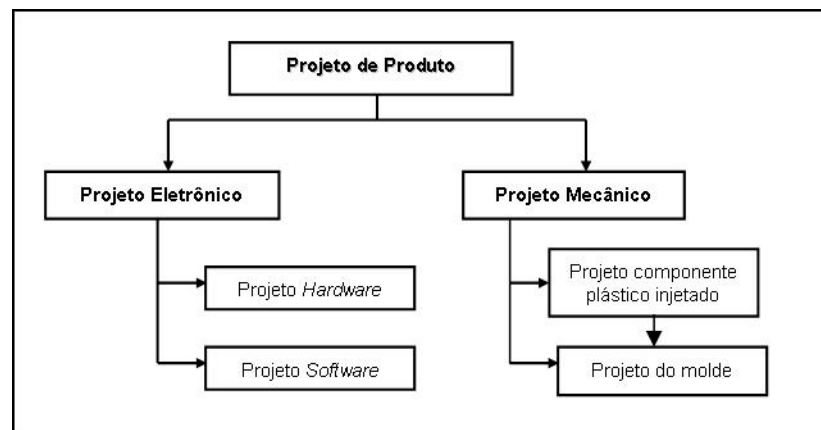 Projeto de Produto
Projeto Eletrônico
Projeto Mecânico
Projeto Hardware
Projeto Software
Projeto componente
plástico injetado
Projeto do molde